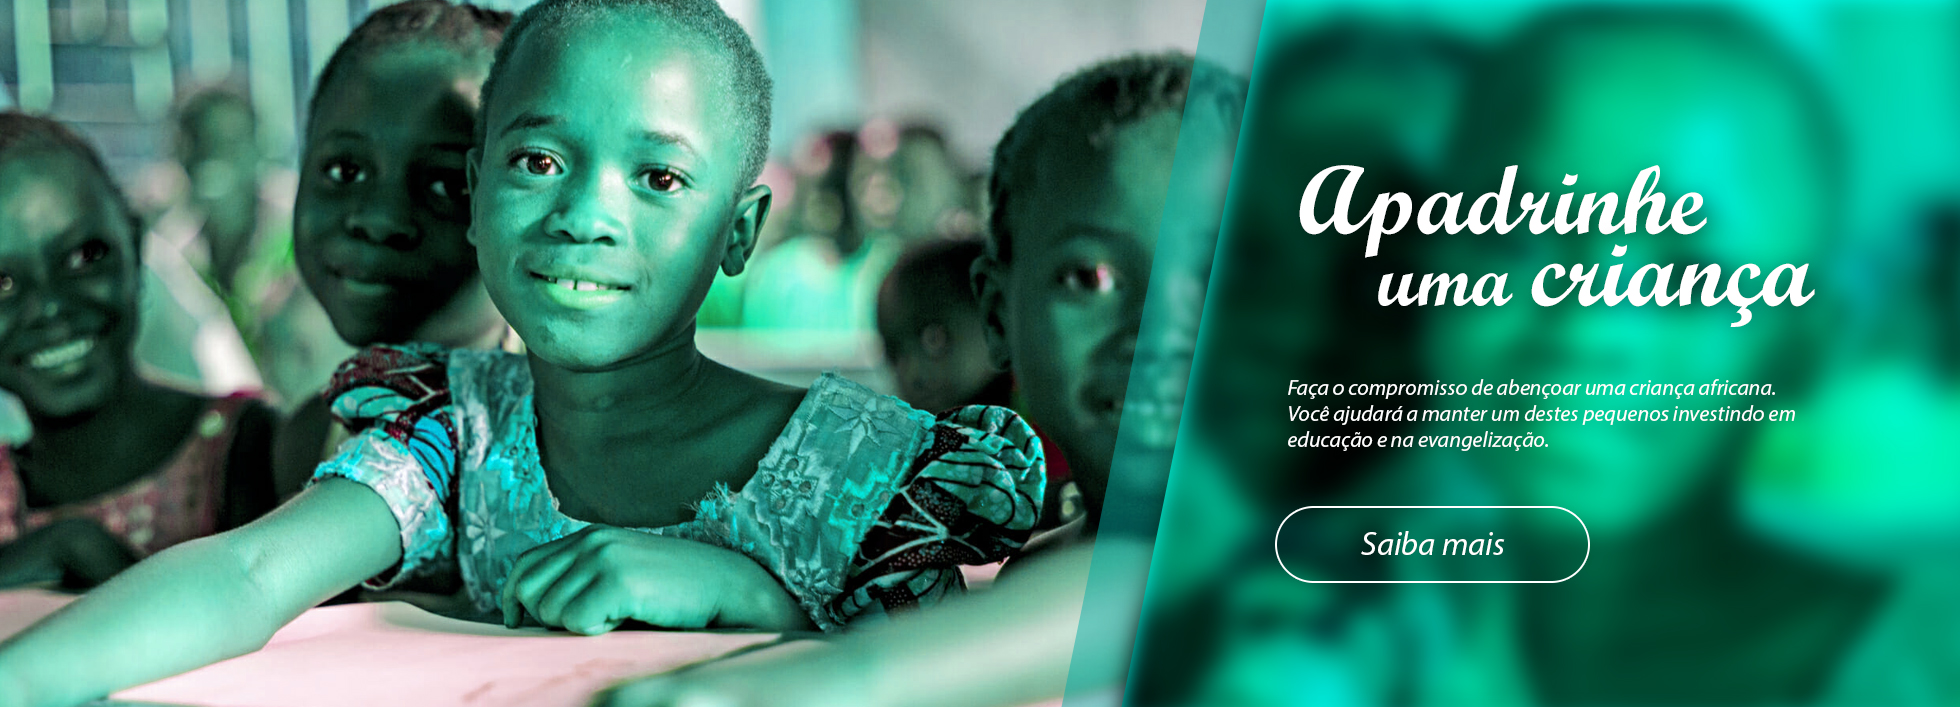 Apadrinhe
uma criança
Faça o compromisso de abençoar uma criança africana.
Você ajudará a manter um destes pequenos investindo em
educação e na evangelização.
Saiba mais